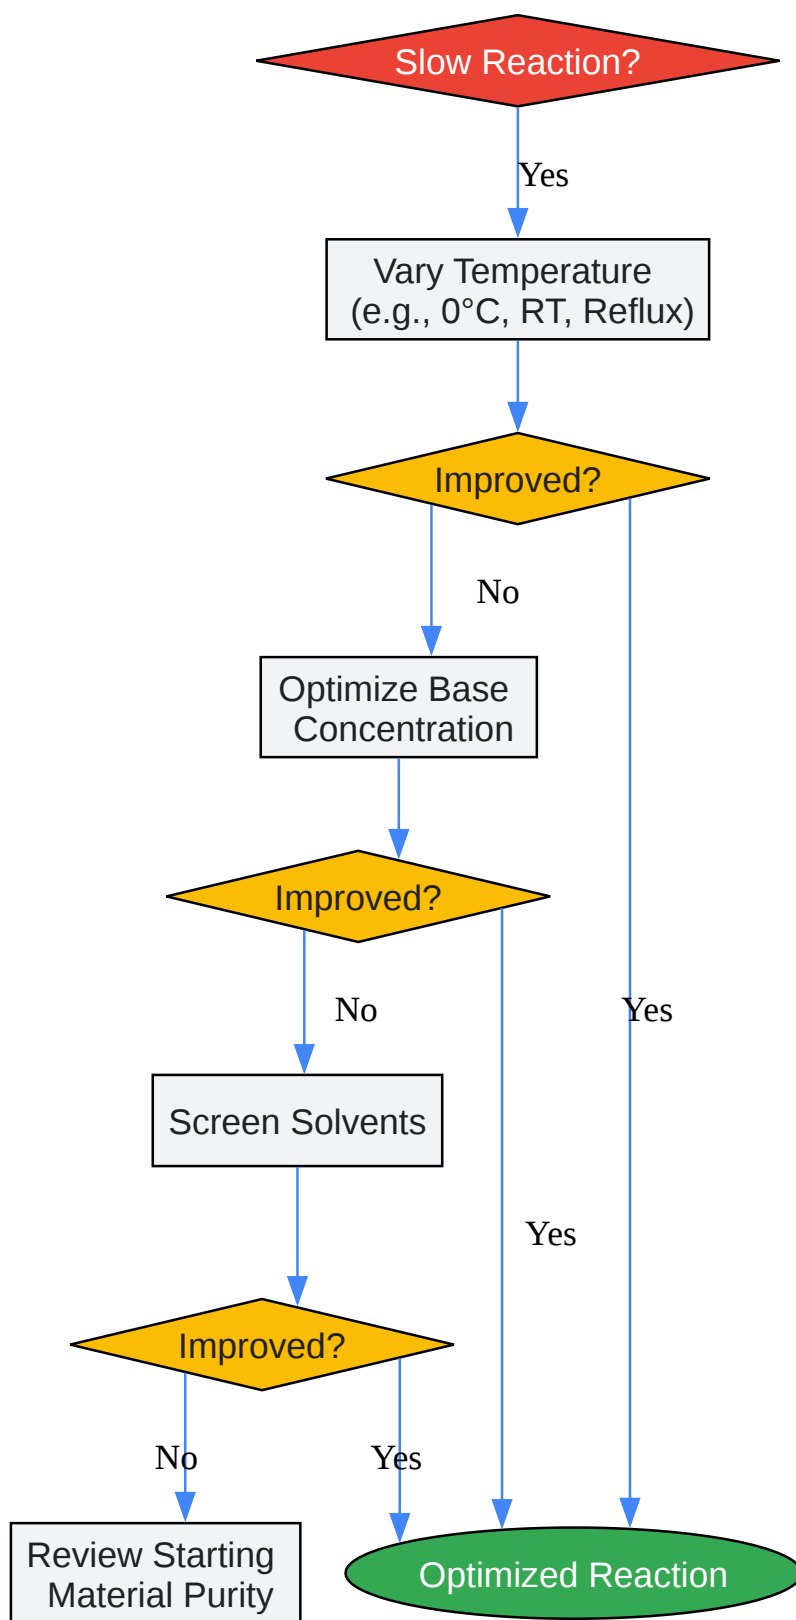 Slow Reaction?
Yes
Vary Temperature
(e.g., 0°C, RT, Reflux)
Improved?
No
Optimize Base
Concentration
Improved?
No
Yes
Screen Solvents
Yes
Improved?
No
Yes
Review Starting
Material Purity
Optimized Reaction